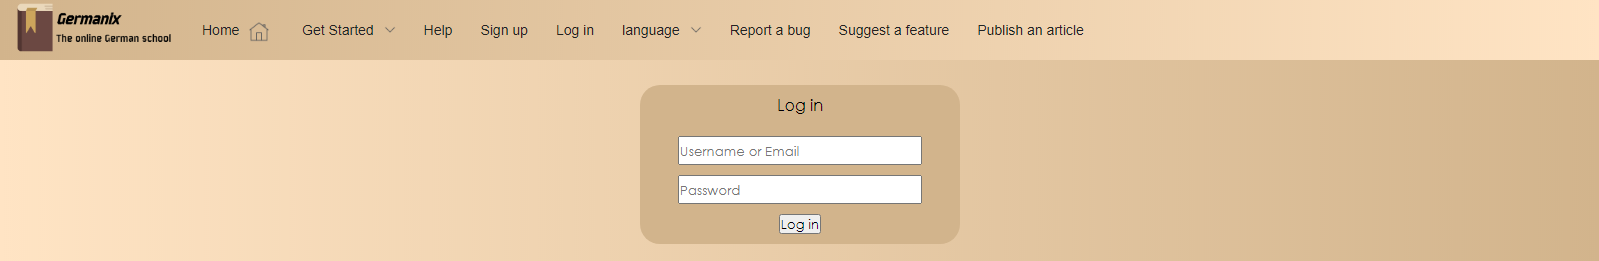 Germanix
The online German school
Home
Get Started
Help
Sign up
Log in
language
Report a bug
Suggest a feature
Publish an article
Log in
Username or Email
Password
Log in